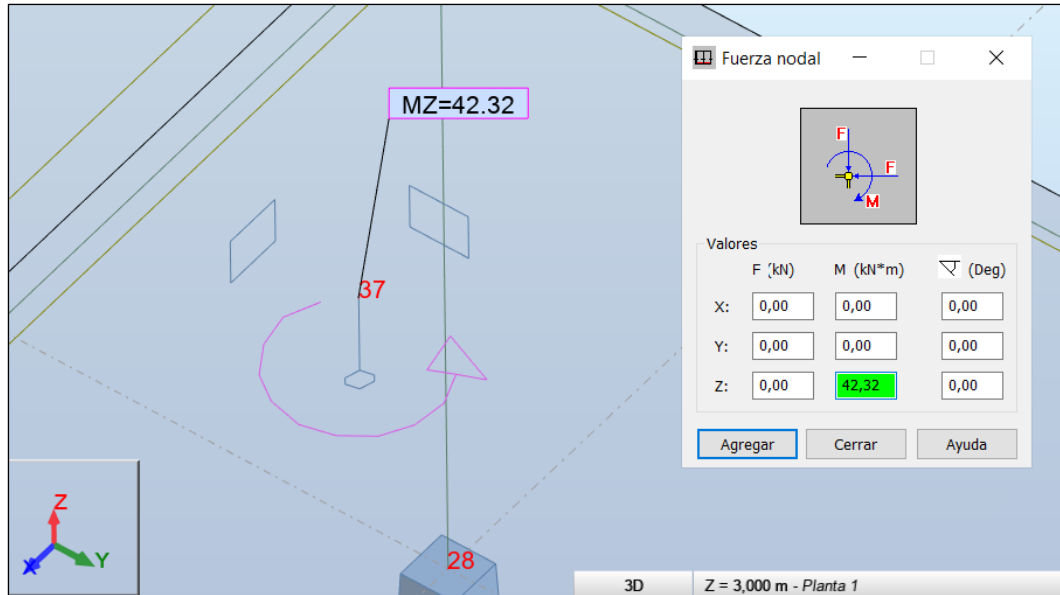 MZ=42.32
37
28
Z
X
Y
Fuerza nodal
F
F
M
Valores
F (kN) M (kN*m) (Deg)
X: 0,00 0,00 0,00
Y: 0,00 0,00 0,00
Z: 0,00 42,32 0,00
Agregar Cerrar Ayuda
3D Z = 3,000 m - Planta 1